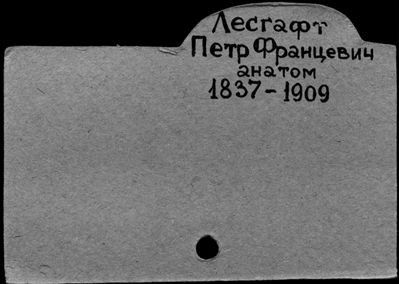 Лесгафт
Петр Францевич
анатом
1837-1909